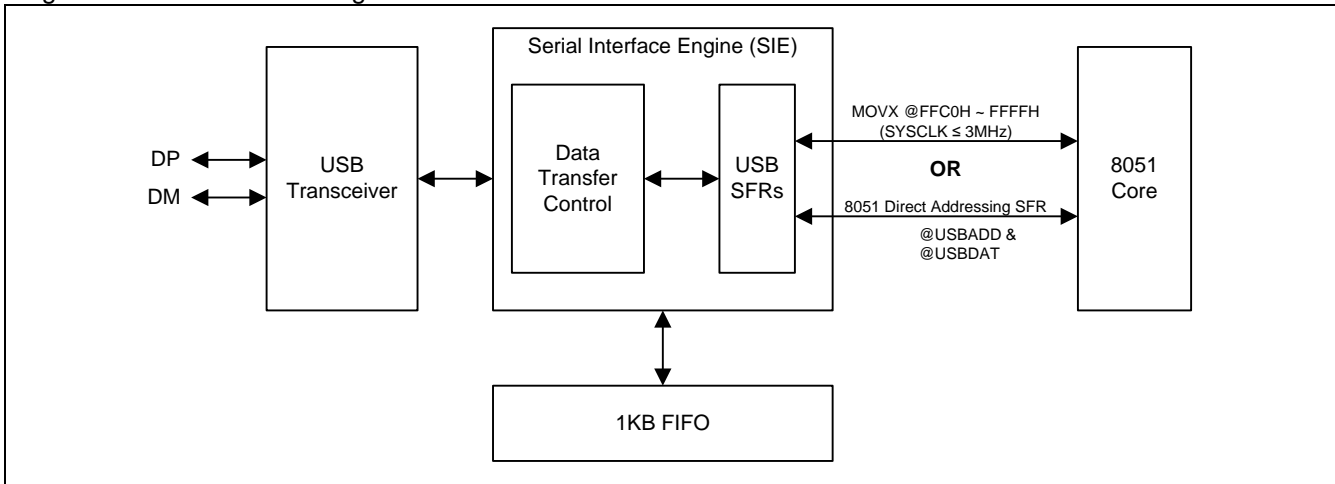 Serial Interface Engine (SIE)
DP
DM
USB
Transceiver
Data
Transfer
Control
USB
SFRs
MOVX @FFC0H ~ FFFFH
(SYSCLK ≤ 3MHz)
OR
8051 Direct Addressing SFR
@USBADD &
@USBDAT
8051
Core
1KB FIFO